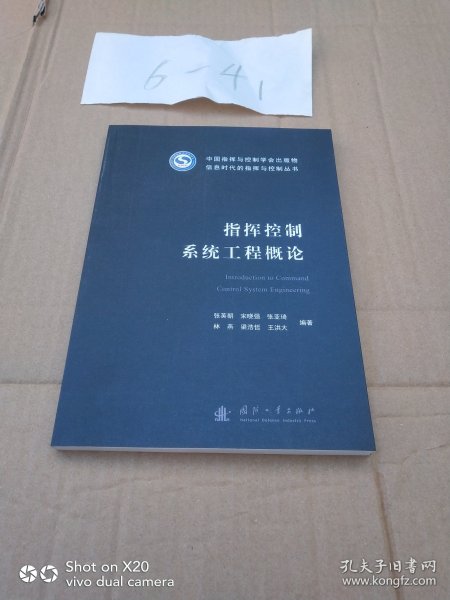 6-41
中国指挥与控制学会出版物
信息时代的指挥与控制丛书
指挥控制
系统工程概论
Introduction to Command
Control System Engineering
张英朝 宋晓强 张亚琦
林燕 梁浩哲 王洪大 编著
国防工业出版社
National Defense Industry Press
Shot on X20
vivo dual camera
孔夫子旧书网
www.kongfz.com